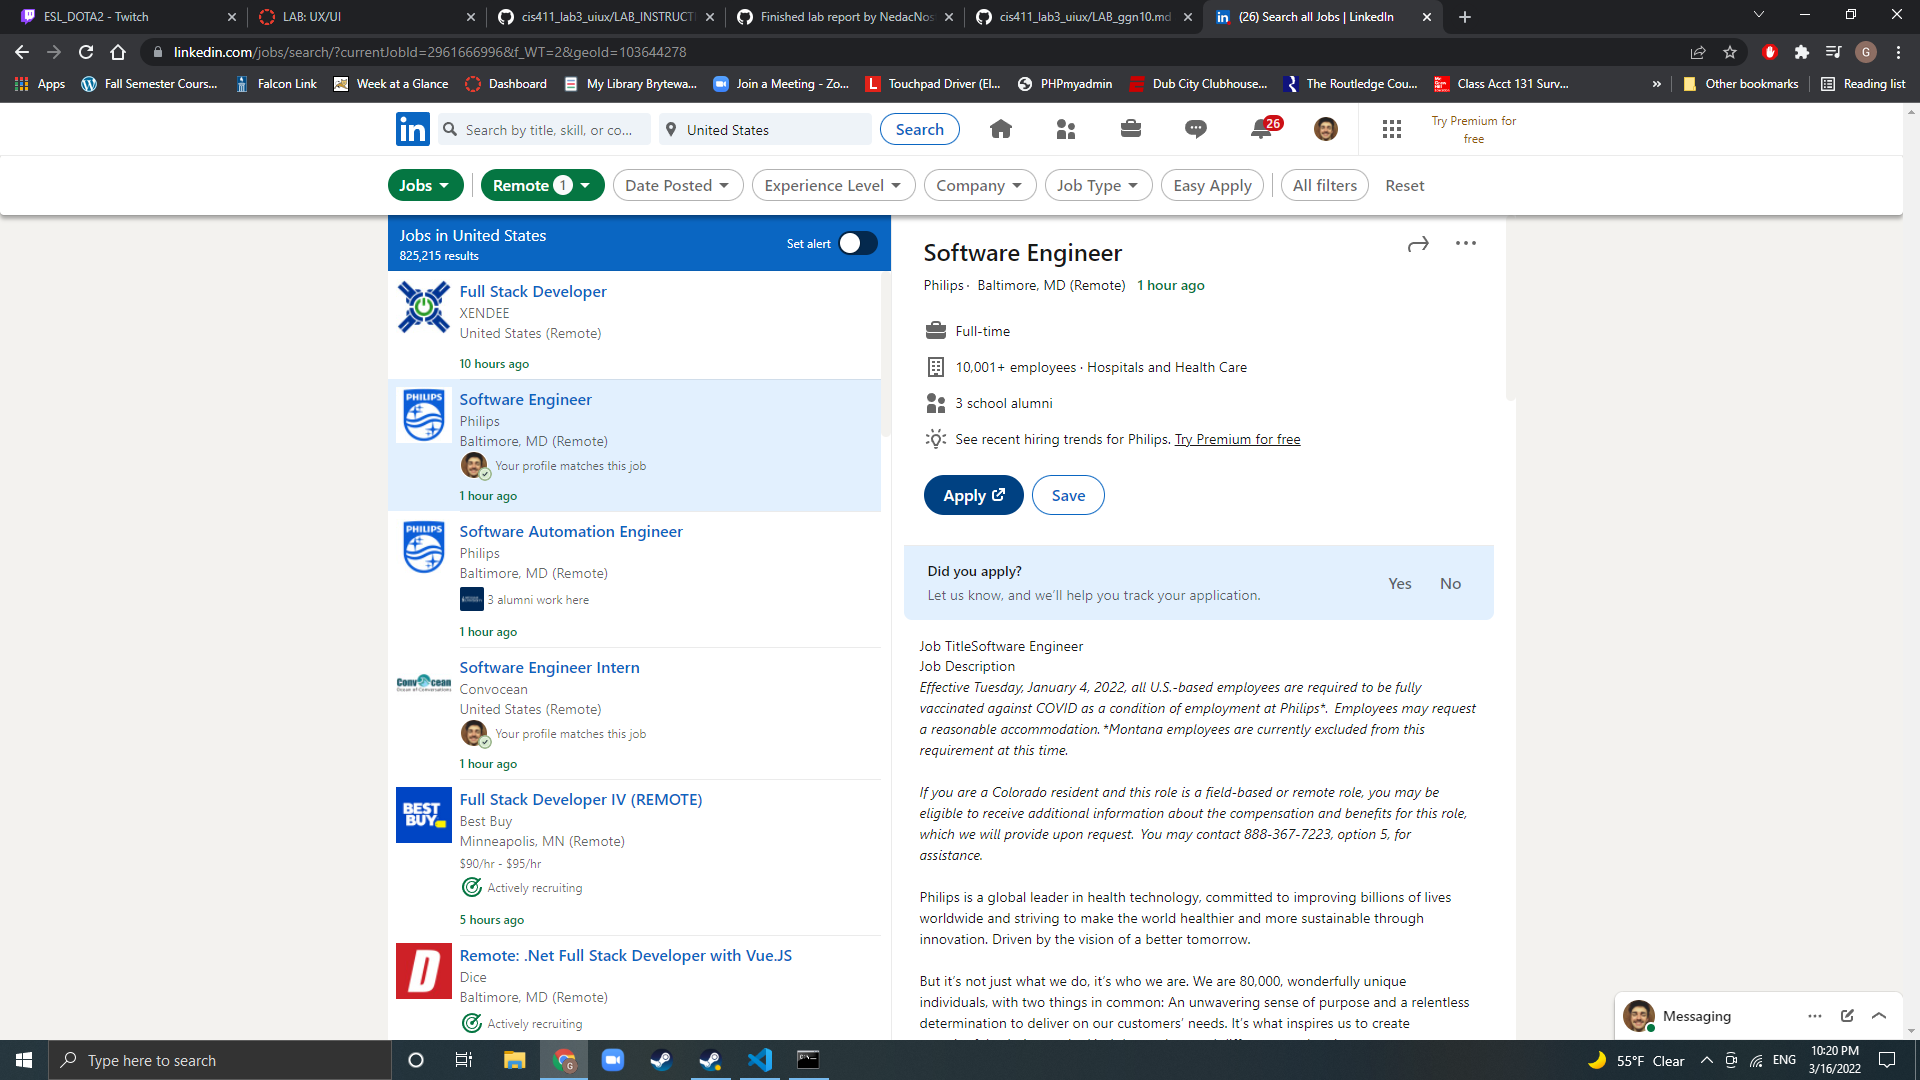 ESL_DOTA2 - Twitch
LAB: UX/UI
cis411_lab3_uiux/LAB_INSTRUCTI
Finished lab report by NedacNos
cis411_lab3_uiux/LAB_ggn10.md
(26) Search all Jobs | LinkedIn
linkedin.com/jobs/search/?currentJobId=2961666996&f_WT=2&geoId=103644278
G
Apps
Fall Semester Cours...
Falcon Link
Week at a Glance
Dashboard
My Library Brytewa...
Join a Meeting - Zo...
Touchpad Driver (El...
PHPmyadmin
Dub City Clubhouse...
The Routledge Cou...
Class Acct 131 Surv...
»
Other bookmarks
Reading list
in
Search by title, skill, or co...
United States
Search
26
Try Premium for
free
Jobs
Remote 1
Date Posted
Experience Level
Company
Job Type
Easy Apply
All filters
Reset
Jobs in United States
825,215 results
Set alert
Full Stack Developer
XENDEE
United States (Remote)
10 hours ago
PHILIPS
Software Engineer
Philips
Baltimore, MD (Remote)
Your profile matches this job
1 hour ago
PHILIPS
Software Automation Engineer
Philips
Baltimore, MD (Remote)
3 alumni work here
1 hour ago
ConvOcean
Software Engineer Intern
Convocean
United States (Remote)
Your profile matches this job
1 hour ago
BEST
BUY
Full Stack Developer IV (REMOTE)
Best Buy
Minneapolis, MN (Remote)
$90/hr - $95/hr
Actively recruiting
5 hours ago
D
Remote: .Net Full Stack Developer with Vue.JS
Dice
Baltimore, MD (Remote)
Actively recruiting
Software Engineer
Philips · Baltimore, MD (Remote) 1 hour ago
Full-time
10,001+ employees · Hospitals and Health Care
3 school alumni
See recent hiring trends for Philips. Try Premium for free
Apply
Save
Did you apply?
Let us know, and we'll help you track your application.
Yes
No
Job TitleSoftware Engineer
Job Description
Effective Tuesday, January 4, 2022, all U.S.-based employees are required to be fully
vaccinated against COVID as a condition of employment at Philips*. Employees may request
a reasonable accommodation. *Montana employees are currently excluded from this
requirement at this time.
If you are a Colorado resident and this role is a field-based or remote role, you may be
eligible to receive additional information about the compensation and benefits for this role,
which we will provide upon request. You may contact 888-367-7223, option 5, for
assistance.
Philips is a global leader in health technology, committed to improving billions of lives
worldwide and striving to make the world healthier and more sustainable through
innovation. Driven by the vision of a better tomorrow.
But it's not just what we do, it's who we are. We are 80,000, wonderfully unique
individuals, with two things in common: An unwavering sense of purpose and a relentless
determination to deliver on our customers' needs. It's what inspires us to create
Messaging
Type here to search
55°F Clear
ENG
10:20 PM
3/16/2022